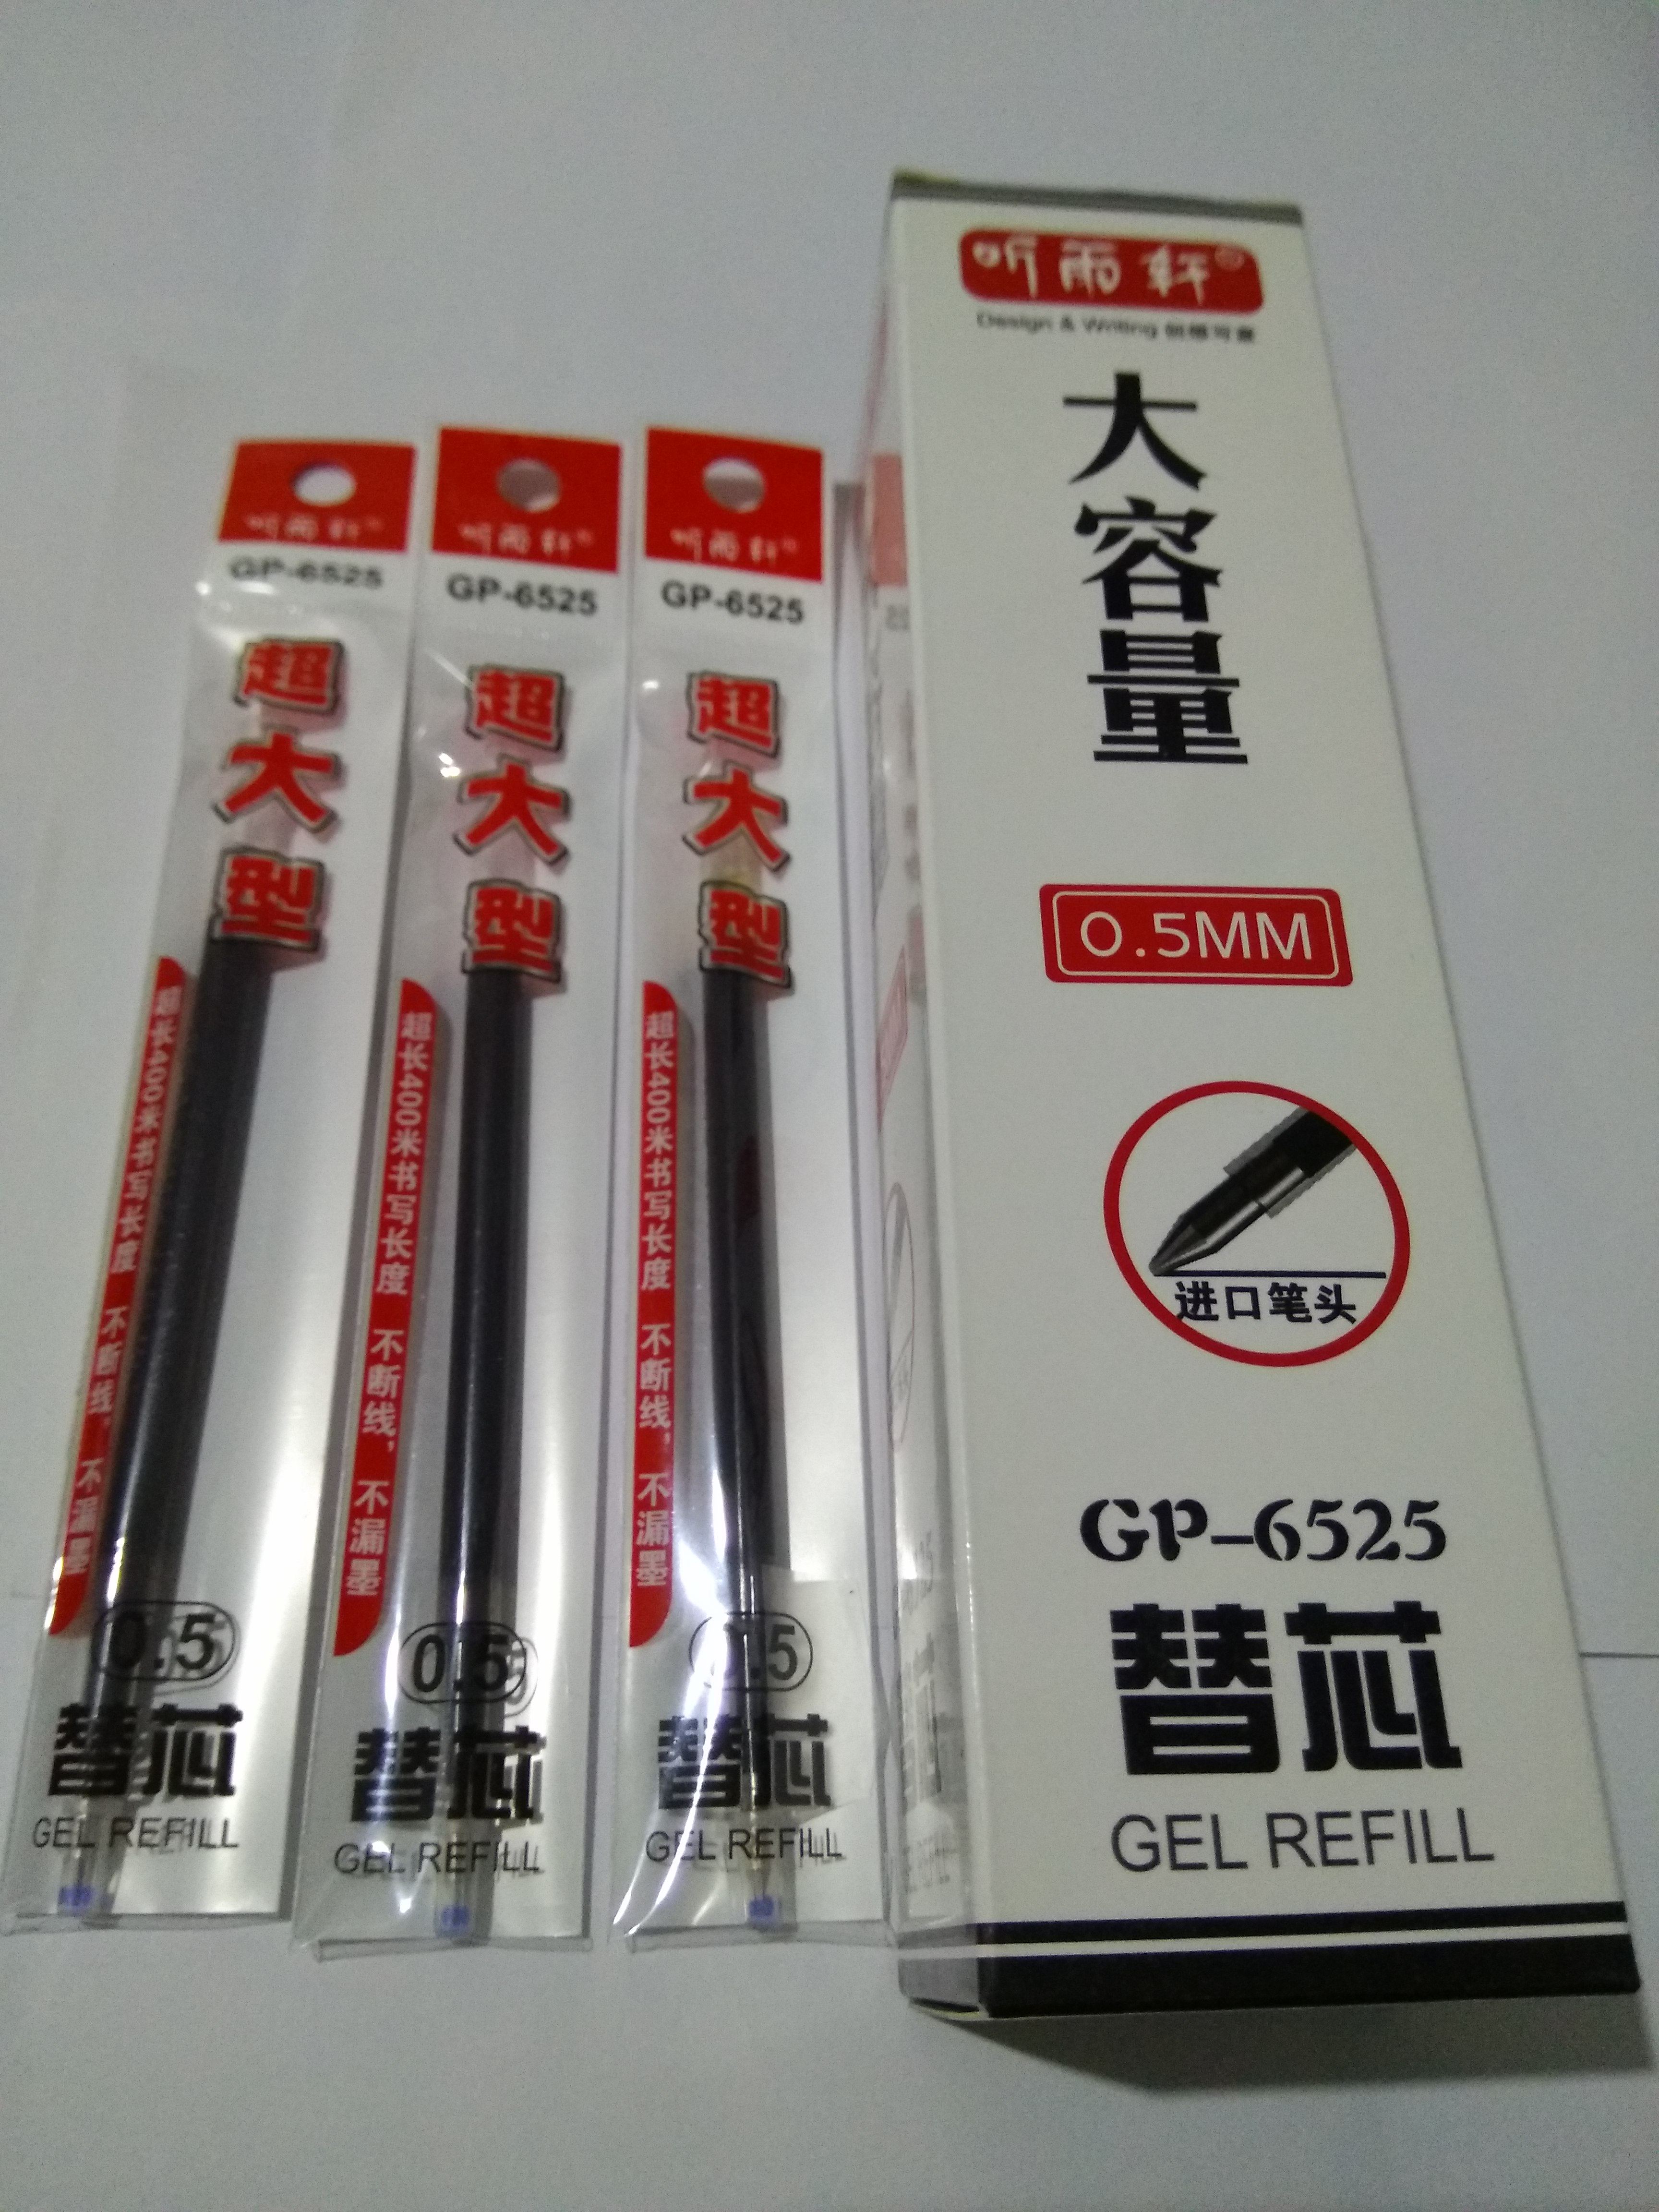 听雨轩®
GP-6525
超大型
超长400米书写长度 不断线，不漏墨
0.5
替芯
GEL REFILL
听雨轩®
GP-6525
超大型
超长400米书写长度 不断线，不漏墨
0.5
替芯
GEL REFILL
听雨轩®
GP-6525
超大型
超长400米书写长度 不断线，不漏墨
0.5
替芯
GEL REFILL
听雨轩®
Design & Writing
大容量
0.5MM
进口笔头
GP-6525
替芯
GEL REFILL